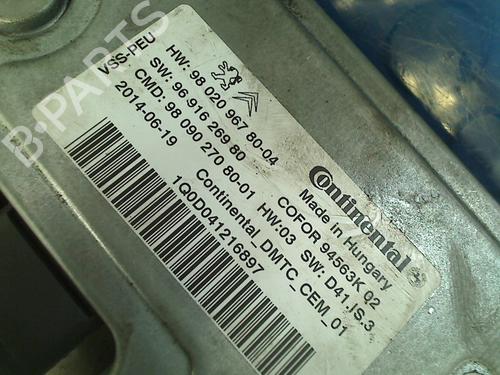 VSS-PEU
HW: 98 020 967 80-04
SW: 96 916 269 80
CMD: 98 090 270 80-01 HW:03 SW: D41.IS.3
2014-06-19
Continental
Made in Hungary
COFOR 94563K 02
Continental_DMTC_CEM_01
1Q0D041216897
B-PARTS